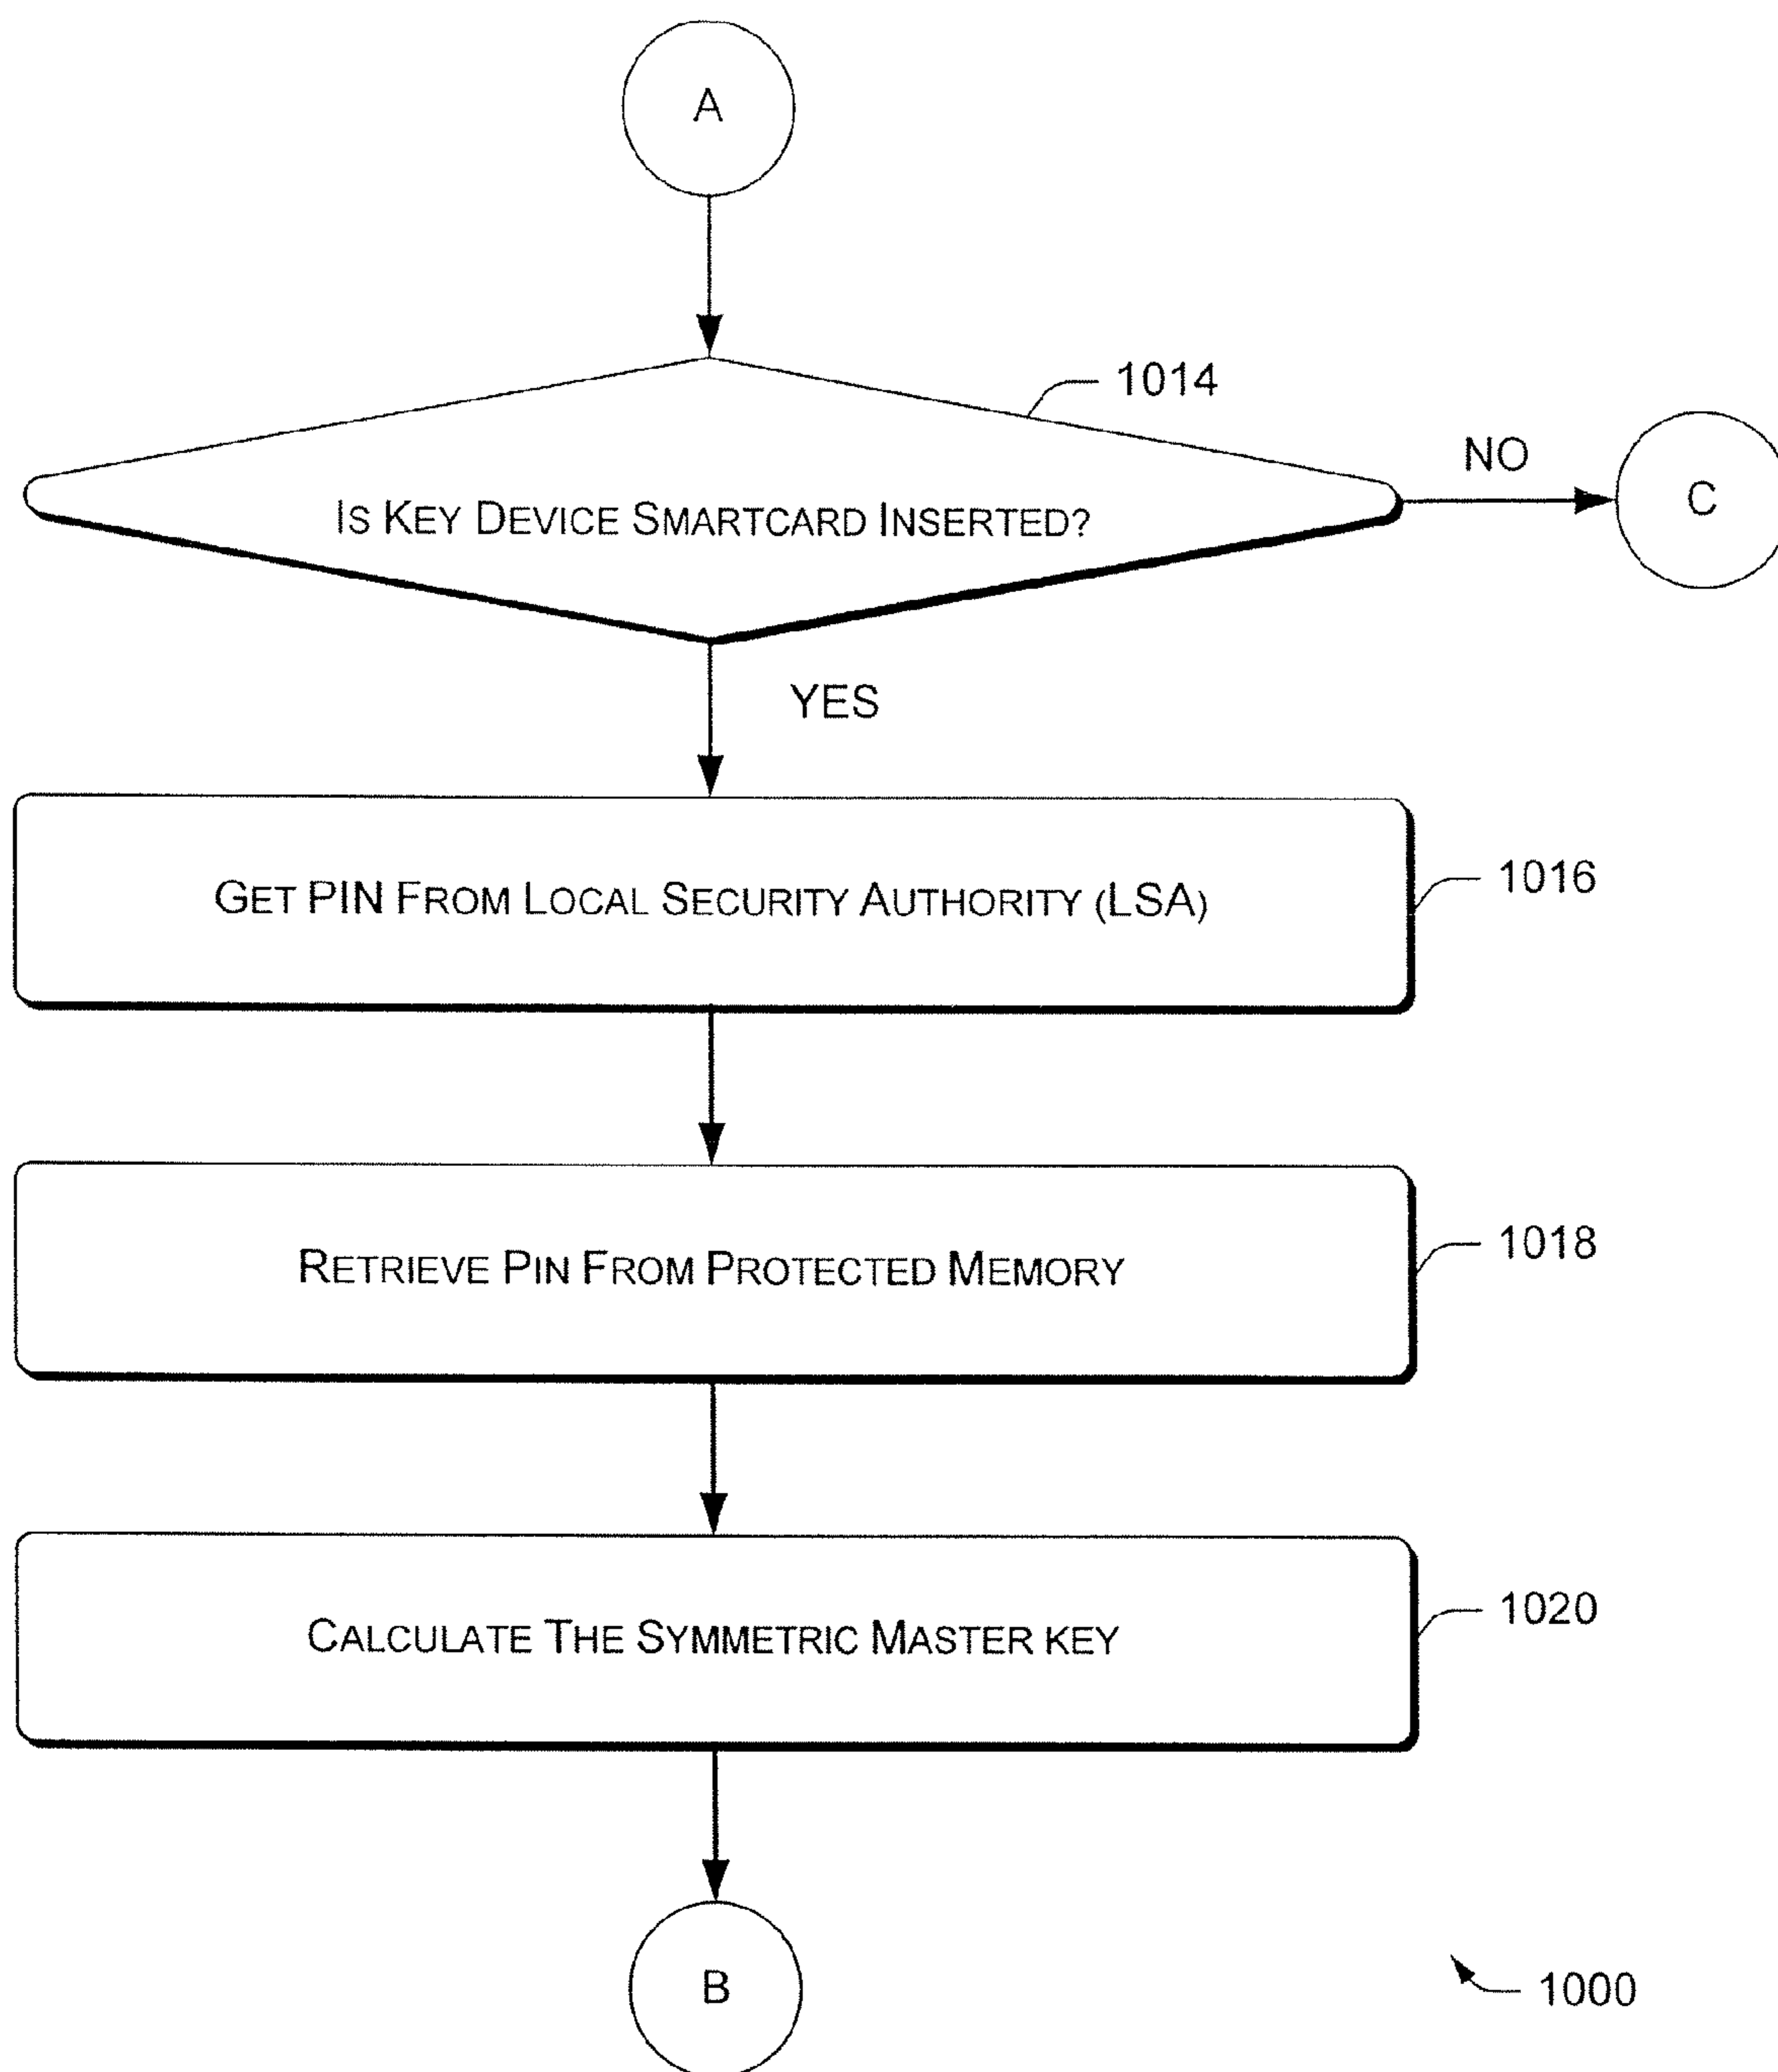 A
1014
NO
C
Is Key Device Smartcard Inserted?
YES
Get PIN From Local Security Authority (LSA)
1016
Retrieve Pin From Protected Memory
1018
Calculate The Symmetric Master key
1020
B
1000